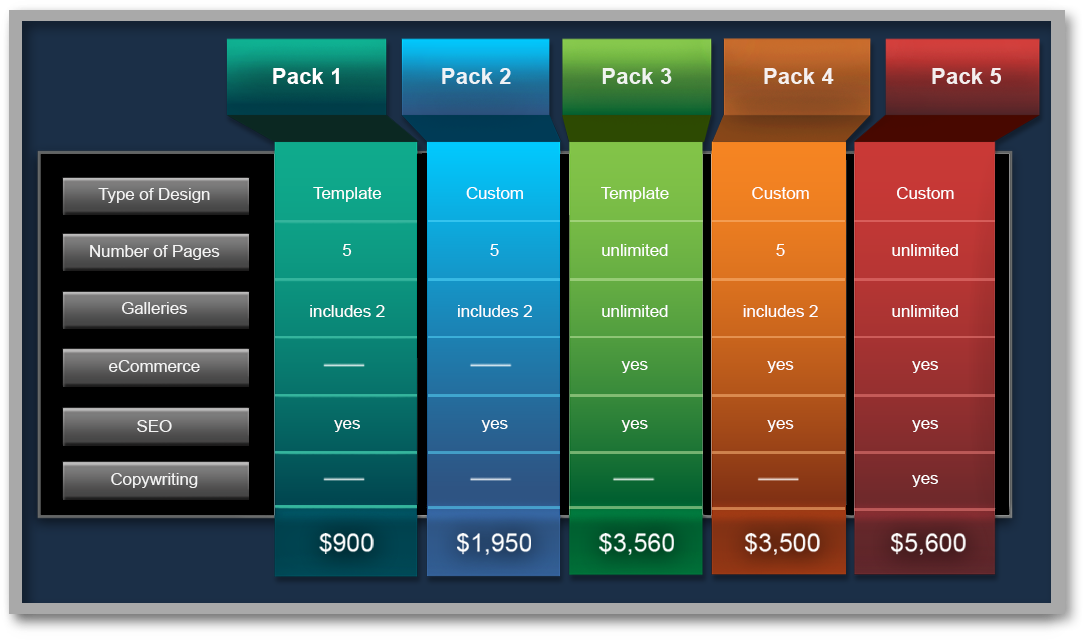 Pack 1 Pack 2 Pack 3 Pack 4 Pack 5
Type of Design Template Custom Template Custom Custom
Number of Pages 5 5 unlimited 5 unlimited
Galleries includes 2 includes 2 unlimited includes 2 unlimited
eCommerce —— —— yes yes yes
SEO yes yes yes yes yes
Copywriting —— —— —— —— yes
$900 $1,950 $3,560 $3,500 $5,600